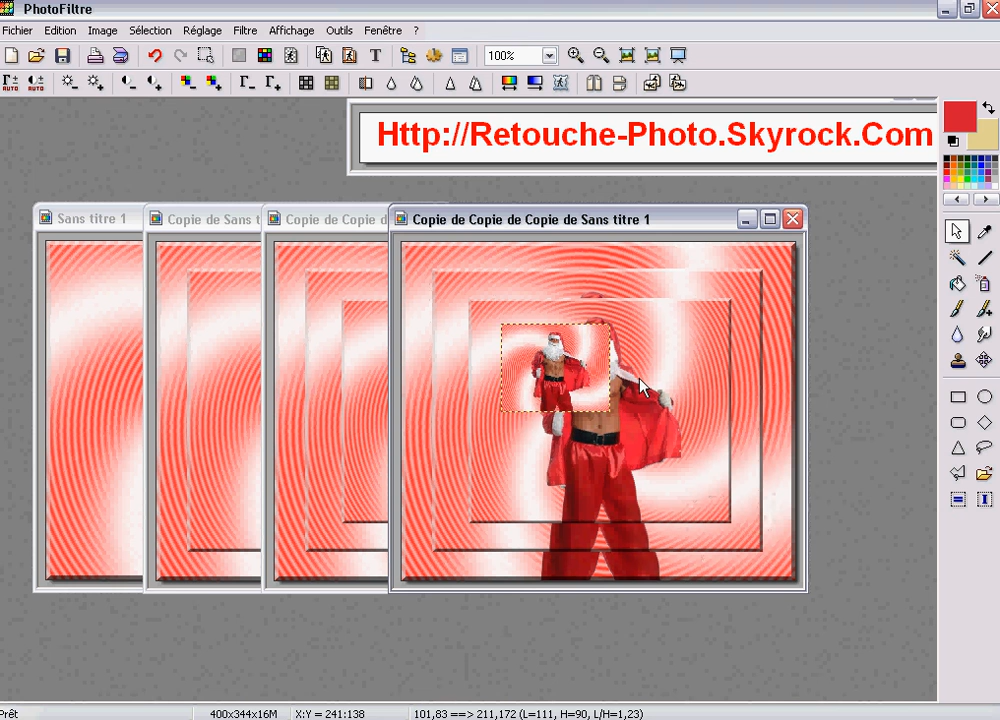 PhotoFiltre
Fichier Edition Image Sélection Réglage Filtre Affichage Outils Fenêtre ?
100%
AUTO AUTO
Http://Retouche-Photo.Skyrock.Com
Sans titre 1
Copie de Sans t
Copie de Copie d
Copie de Copie de Copie de Sans titre 1
Prêt 400x344x16M X:Y = 241:138 101,83 ==> 211,172 (L=111, H=90, L/H=1,23)